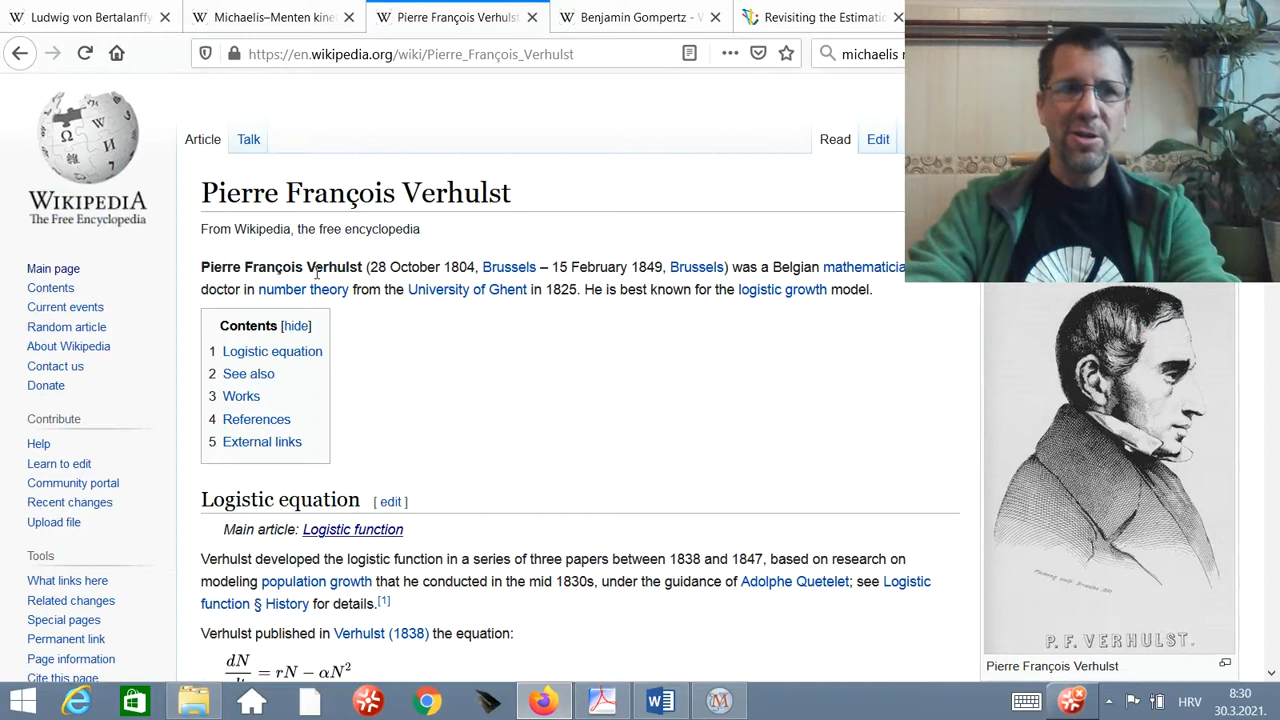 Ludwig von Bertalanffy
Michaelis–Menten kine
Pierre François Verhulst
Benjamin Gompertz - W
Revisiting the Estimatio
https://en.wikipedia.org/wiki/Pierre_François_Verhulst
michaelis
WIKIPEDIA
The Free Encyclopedia
Article
Talk
Read
Edit
Pierre François Verhulst
From Wikipedia, the free encyclopedia
Pierre François Verhulst (28 October 1804, Brussels – 15 February 1849, Brussels) was a Belgian mathematicia
doctor in number theory from the University of Ghent in 1825. He is best known for the logistic growth model.
Main page
Contents
Current events
Random article
About Wikipedia
Contact us
Donate
Contribute
Help
Learn to edit
Community portal
Recent changes
Upload file
Tools
What links here
Related changes
Special pages
Permanent link
Page information
Cite this page
Contents [hide]
1 Logistic equation
2 See also
3 Works
4 References
5 External links
Logistic equation [ edit ]
Main article: Logistic function
Verhulst developed the logistic function in a series of three papers between 1838 and 1847, based on research on
modeling population growth that he conducted in the mid 1830s, under the guidance of Adolphe Quetelet; see Logistic
function § History for details.[1]
Verhulst published in Verhulst (1838) the equation:
dN
= rN − αN²
P.F. VERHULST.
Pierre François Verhulst
HRV
8:30
30.3.2021.